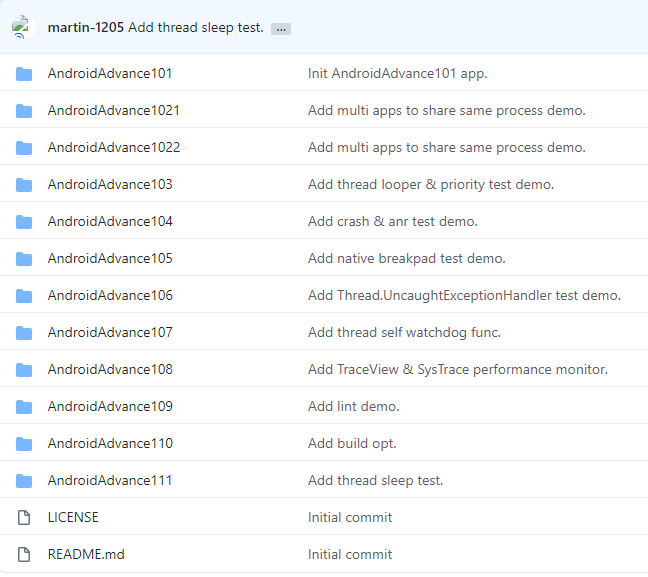 martin-1205 Add thread sleep test. ...
AndroidAdvance101 Init AndroidAdvance101 app.
AndroidAdvance1021 Add multi apps to share same process demo.
AndroidAdvance1022 Add multi apps to share same process demo.
AndroidAdvance103 Add thread looper & priority test demo.
AndroidAdvance104 Add crash & anr test demo.
AndroidAdvance105 Add native breakpad test demo.
AndroidAdvance106 Add Thread.UncaughtExceptionHandler test demo.
AndroidAdvance107 Add thread self watchdog func.
AndroidAdvance108 Add TraceView & SysTrace performance monitor.
AndroidAdvance109 Add lint demo.
AndroidAdvance110 Add build opt.
AndroidAdvance111 Add thread sleep test.
LICENSE Initial commit
README.md Initial commit